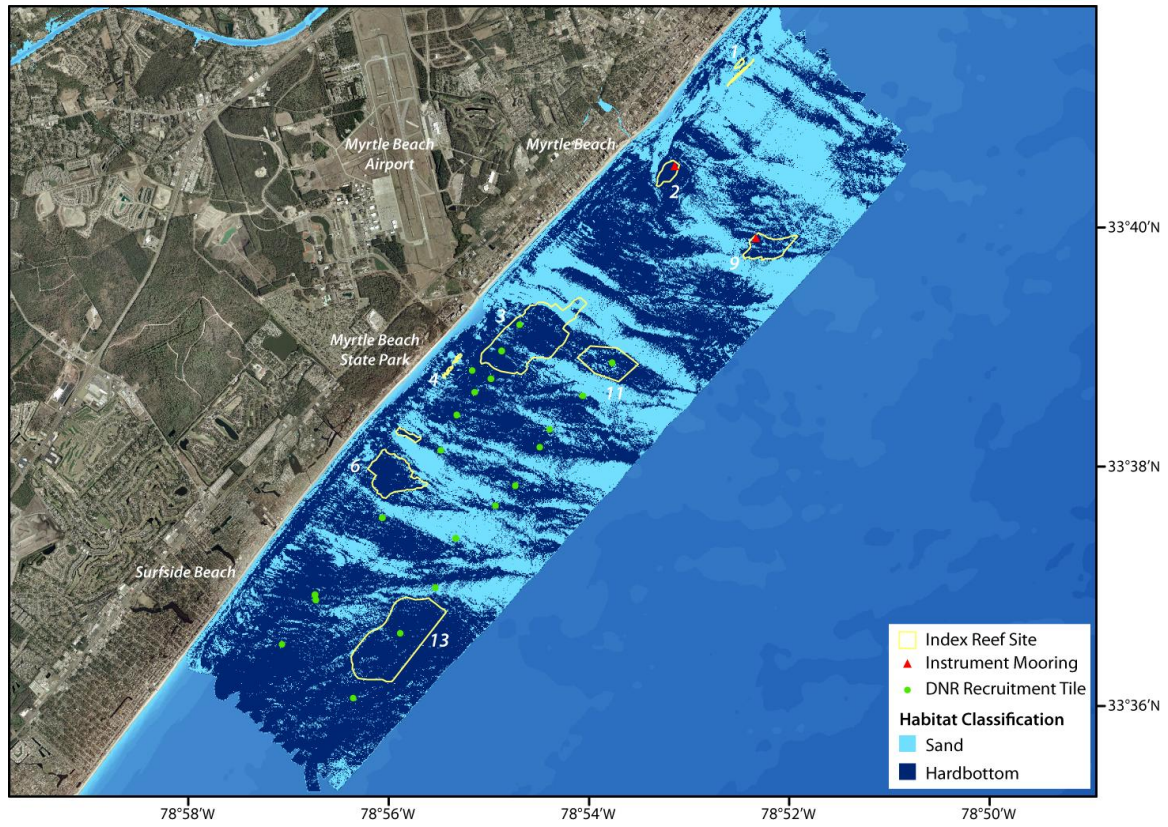 1
Myrtle Beach
Airport
Myrtle Beach
2
33°40'N
9
3
Myrtle Beach
State Park
4
11
6
33°38'N
Surfside Beach
13
Index Reef Site
Instrument Mooring
DNR Recruitment Tile
Habitat Classification
Sand
Hardbottom
33°36'N
78°58'W
78°56'W
78°54'W
78°52'W
78°50'W